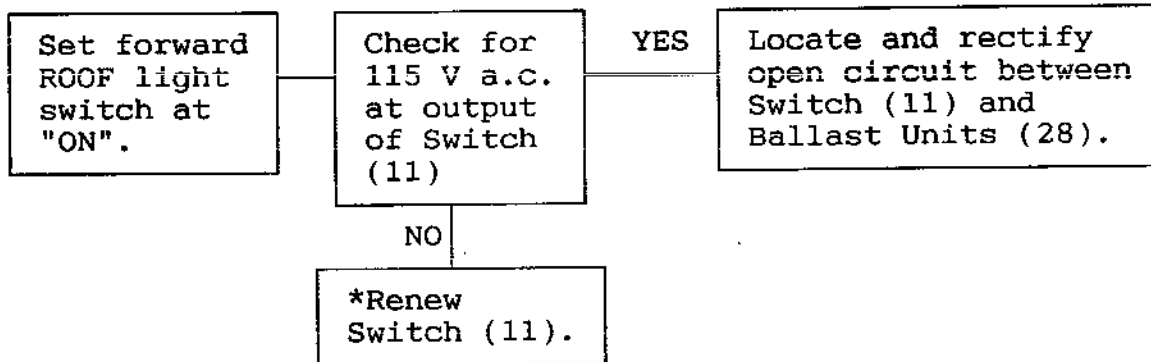 Set forward
ROOF light
switch at
"ON".
Check for
115 V a.c.
at output
of Switch
(11)
YES
Locate and rectify
open circuit between
Switch (11) and
Ballast Units (28).
NO
*Renew
Switch (11).